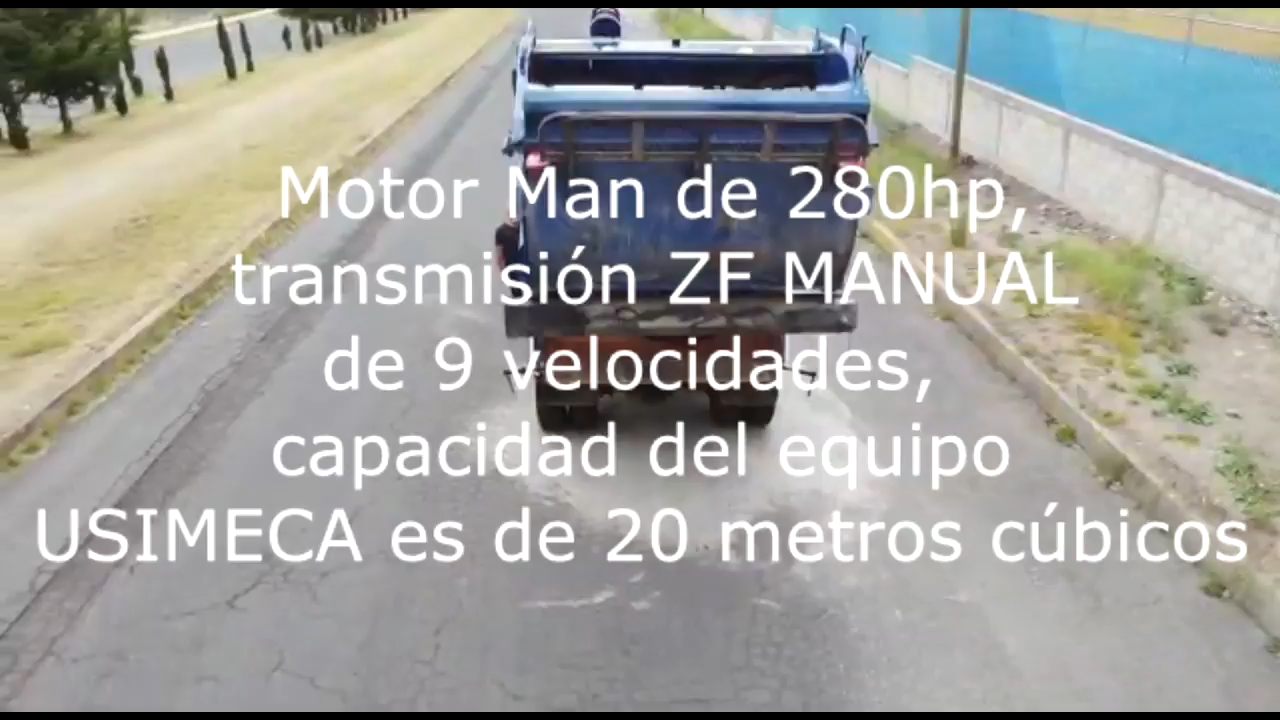 Motor Man de 280hp,
transmisión ZF MANUAL
de 9 velocidades,
capacidad del equipo
USIMECA es de 20 metros cúbicos